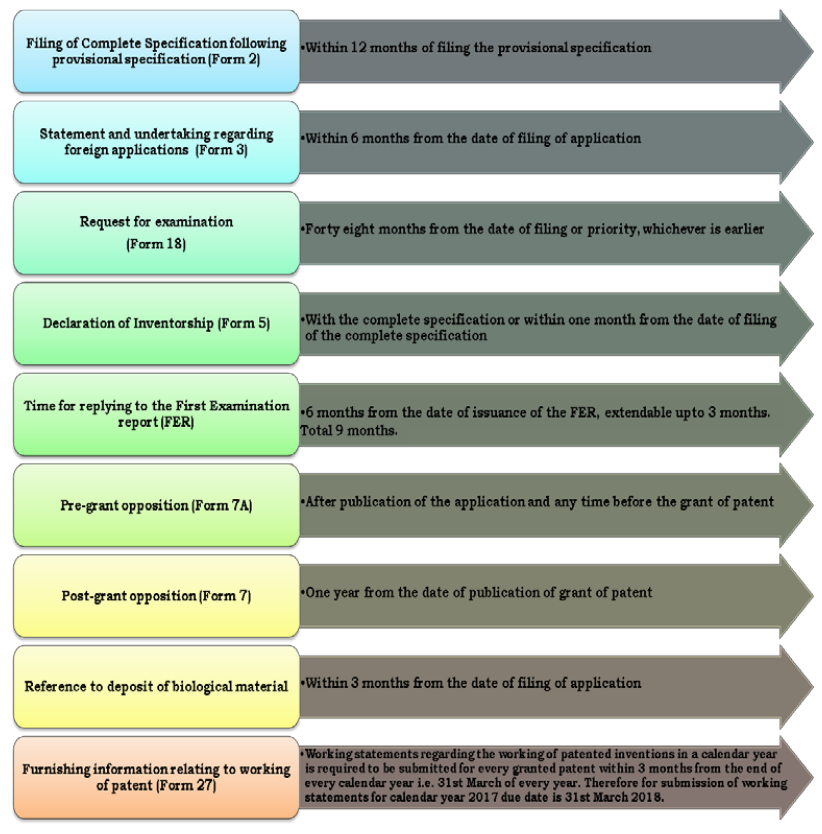 Filing of Complete Specification following
provisional specification (Form 2)
•Within 12 months of filing the provisional specification
Statement and undertaking regarding
foreign applications (Form 3)
•Within 6 months from the date of filing of application
Request for examination
(Form 18)
•Forty eight months from the date of filing or priority, whichever is earlier
Declaration of Inventorship (Form 5)
•With the complete specification or within one month from the date of filing
of the complete specification
Time for replying to the First Examination
report (FER)
•6 months from the date of issuance of the FER, extendable upto 3 months.
Total 9 months.
Pre-grant opposition (Form 7A)
•After publication of the application and any time before the grant of patent
Post-grant opposition (Form 7)
•One year from the date of publication of grant of patent
Reference to deposit of biological material
•Within 3 months from the date of filing of application
Furnishing information relating to working
of patent (Form 27)
•Working statements regarding the working of patented inventions in a calendar year
is required to be submitted for every granted patent within 3 months from the end of
every calendar year i.e. 31st March of every year. Therefore for submission of working
statements for calendar year 2017 due date is 31st March 2018.